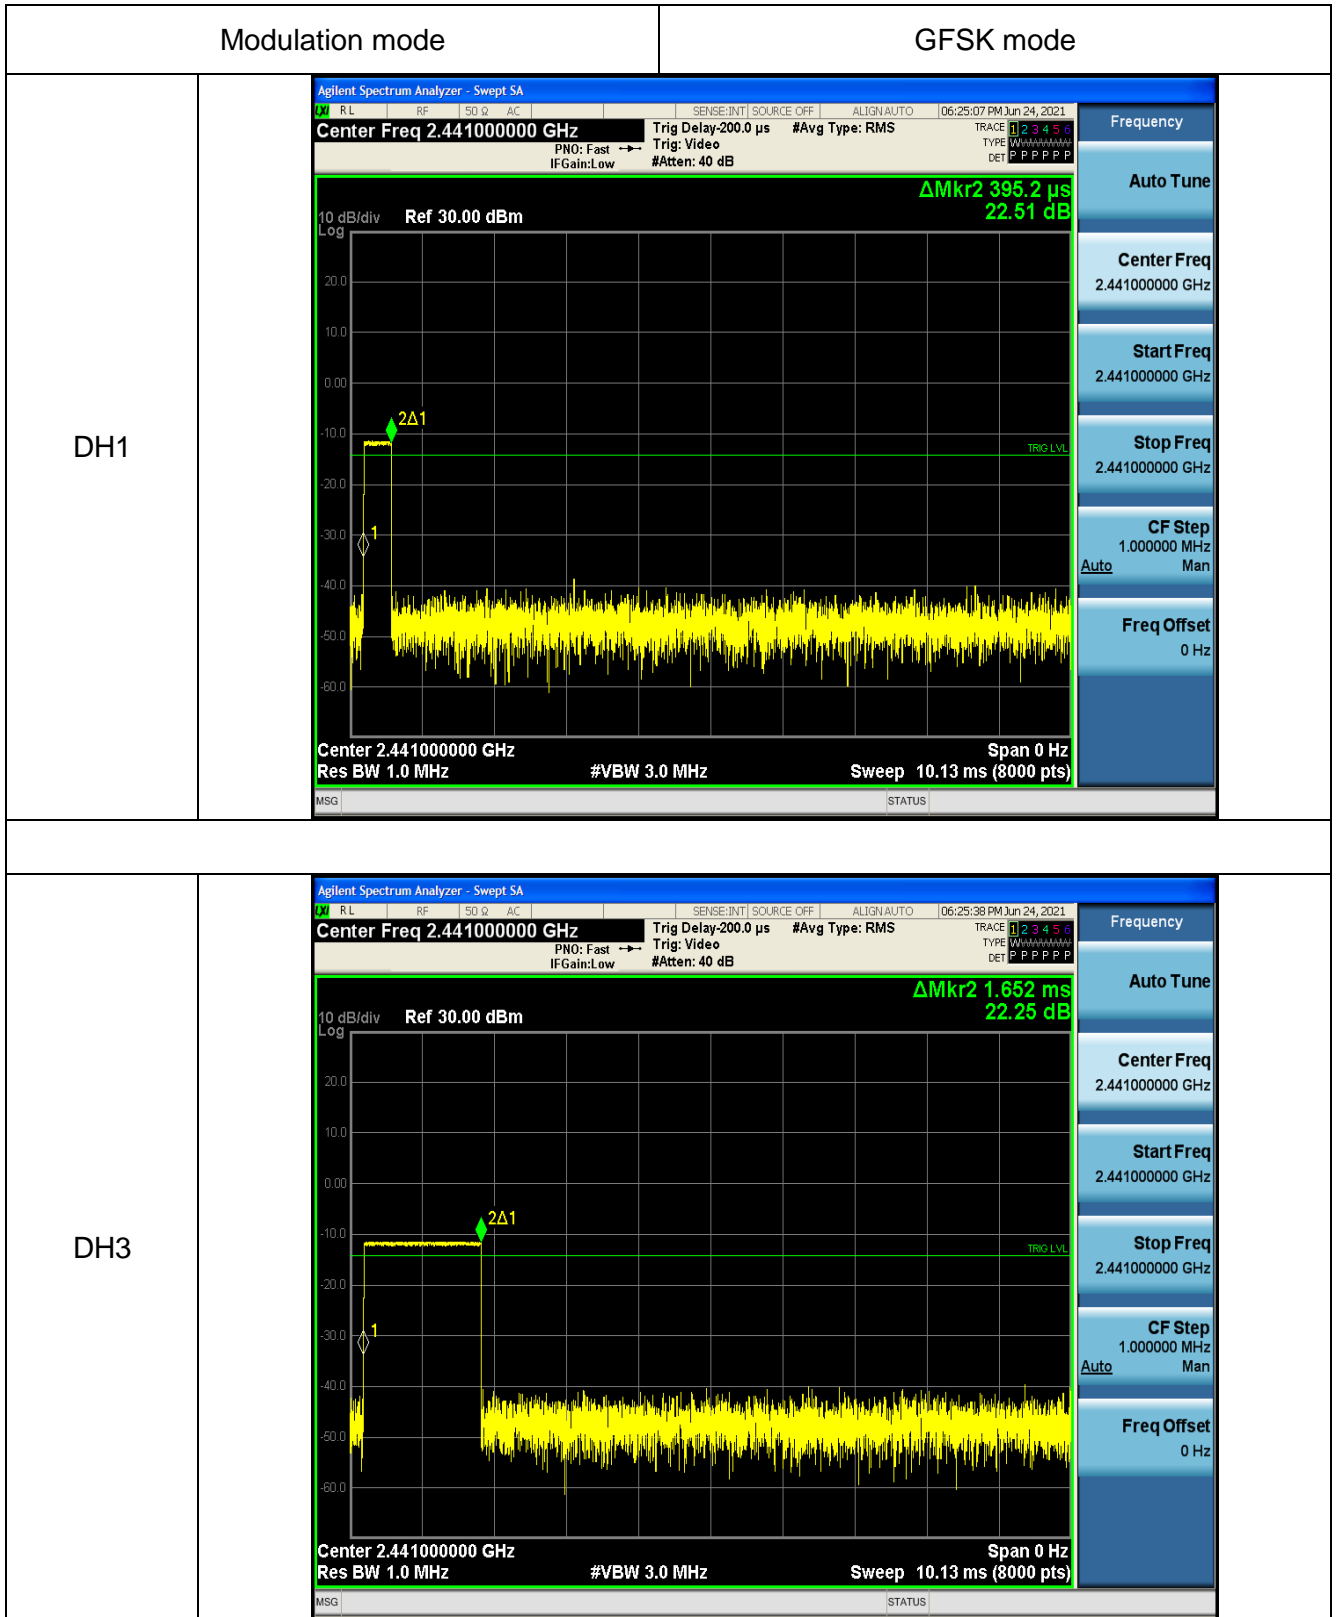 Modulation mode
GFSK mode
DH1
Agilent Spectrum Analyzer - Swept SA
LXI RL RF 50 Ω AC SENSE:INT SOURCE OFF ALIGN AUTO 06:25:07 PM Jun 24, 2021
Center Freq 2.441000000 GHz
PNO: Fast
IFGain:Low
Trig Delay-200.0 µs #Avg Type: RMS
Trig: Video
#Atten: 40 dB
TRACE 1 2 3 4 5 6
TYPE WWWWWW
DET P P P P P P
ΔMkr2 395.2 µs
22.51 dB
10 dB/div Ref 30.00 dBm
Log
20.0
10.0
0.00
-10.0
-20.0
-30.0
-40.0
-50.0
-60.0
2Δ1
TRIG LVL
1
Center 2.441000000 GHz Span 0 Hz
Res BW 1.0 MHz #VBW 3.0 MHz Sweep 10.13 ms (8000 pts)
MSG STATUS
Frequency
Auto Tune
Center Freq
2.441000000 GHz
Start Freq
2.441000000 GHz
Stop Freq
2.441000000 GHz
CF Step
1.000000 MHz
Auto Man
Freq Offset
0 Hz
DH3
Agilent Spectrum Analyzer - Swept SA
LXI RL RF 50 Ω AC SENSE:INT SOURCE OFF ALIGN AUTO 06:25:38 PM Jun 24, 2021
Center Freq 2.441000000 GHz
PNO: Fast
IFGain:Low
Trig Delay-200.0 µs #Avg Type: RMS
Trig: Video
#Atten: 40 dB
TRACE 1 2 3 4 5 6
TYPE WWWWWW
DET P P P P P P
ΔMkr2 1.652 ms
22.25 dB
10 dB/div Ref 30.00 dBm
Log
20.0
10.0
0.00
-10.0
-20.0
-30.0
-40.0
-50.0
-60.0
2Δ1
TRIG LVL
1
Center 2.441000000 GHz Span 0 Hz
Res BW 1.0 MHz #VBW 3.0 MHz Sweep 10.13 ms (8000 pts)
MSG STATUS
Frequency
Auto Tune
Center Freq
2.441000000 GHz
Start Freq
2.441000000 GHz
Stop Freq
2.441000000 GHz
CF Step
1.000000 MHz
Auto Man
Freq Offset
0 Hz